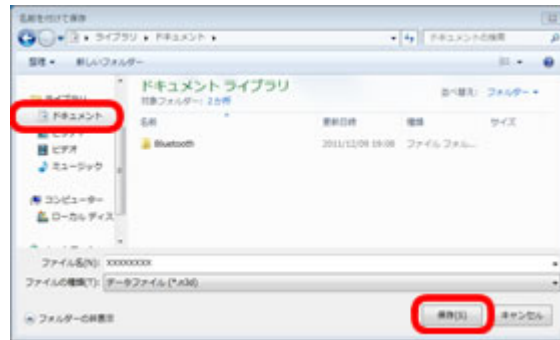 名前を付けて保存
ライブラリ ▸ ドキュメント ▸
ドキュメントの検索
整理 ▾ 新しいフォルダー
ライブラリ
ドキュメント
ピクチャ
ビデオ
ミュージック
コンピューター
ローカル ディス
ドキュメント ライブラリ
対象フォルダー: 2か所
並べ替え: フォルダー ▾
名前 更新日時 種類 サイズ
Bluetooth 2011/12/09 19:08 ファイル フォル...
ファイル名(N): XXXXXXXX
ファイルの種類(T): データファイル (*.n3d)
フォルダーの非表示
保存(S) キャンセル